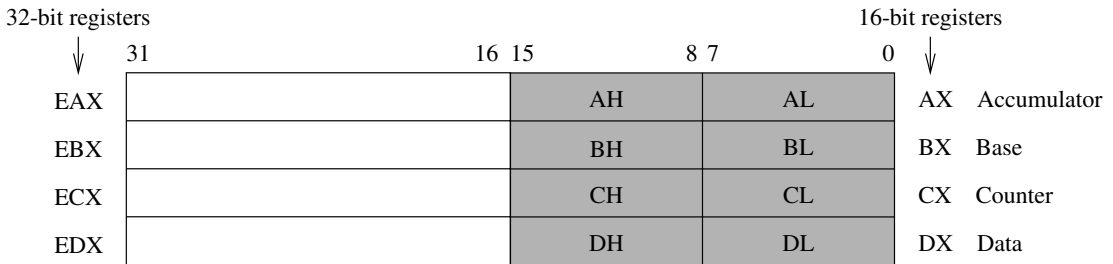 32-bit registers 16-bit registers
31 16 15 8 7 0
EAX AH AL AX Accumulator
EBX BH BL BX Base
ECX CH CL CX Counter
EDX DH DL DX Data